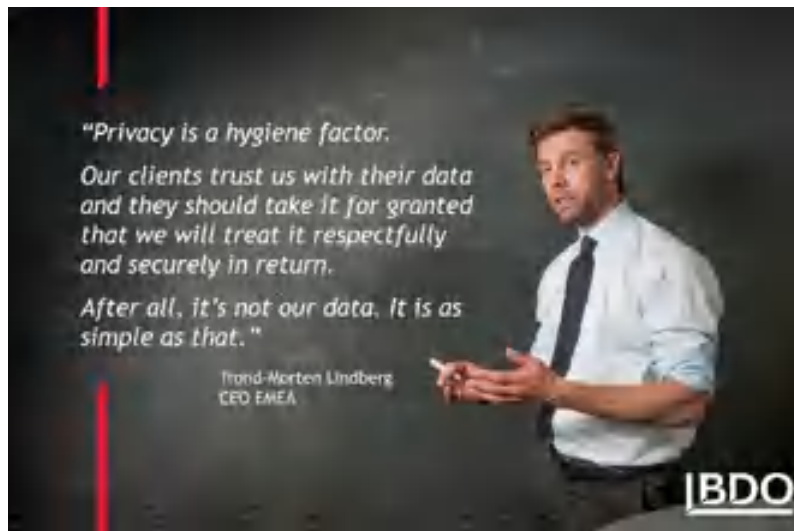 “Privacy is a hygiene factor.
Our clients trust us with their data
and they should take it for granted
that we will treat it respectfully
and securely in return.
After all, it's not our data. It is as
simple as that.”
Trond-Morten Lindberg
CEO EMEA
BDO